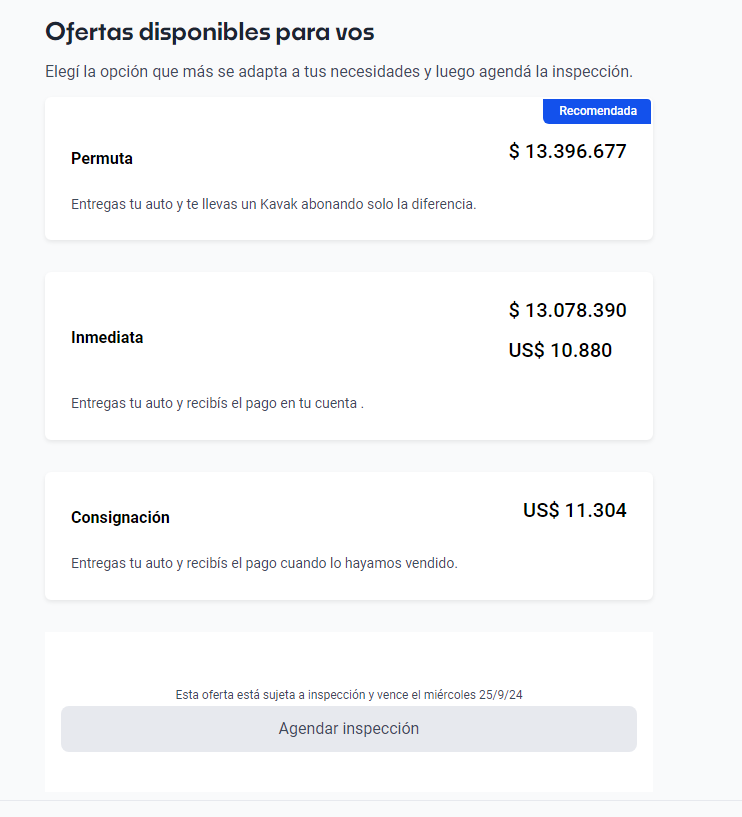 Ofertas disponibles para vos
Elegí la opción que más se adapta a tus necesidades y luego agendá la inspección.
Recomendada
Permuta
$ 13.396.677
Entregas tu auto y te llevas un Kavak abonando solo la diferencia.
Inmediata
$ 13.078.390
US$ 10.880
Entregas tu auto y recibís el pago en tu cuenta .
Consignación
US$ 11.304
Entregas tu auto y recibís el pago cuando lo hayamos vendido.
Esta oferta está sujeta a inspección y vence el miércoles 25/9/24
Agendar inspección